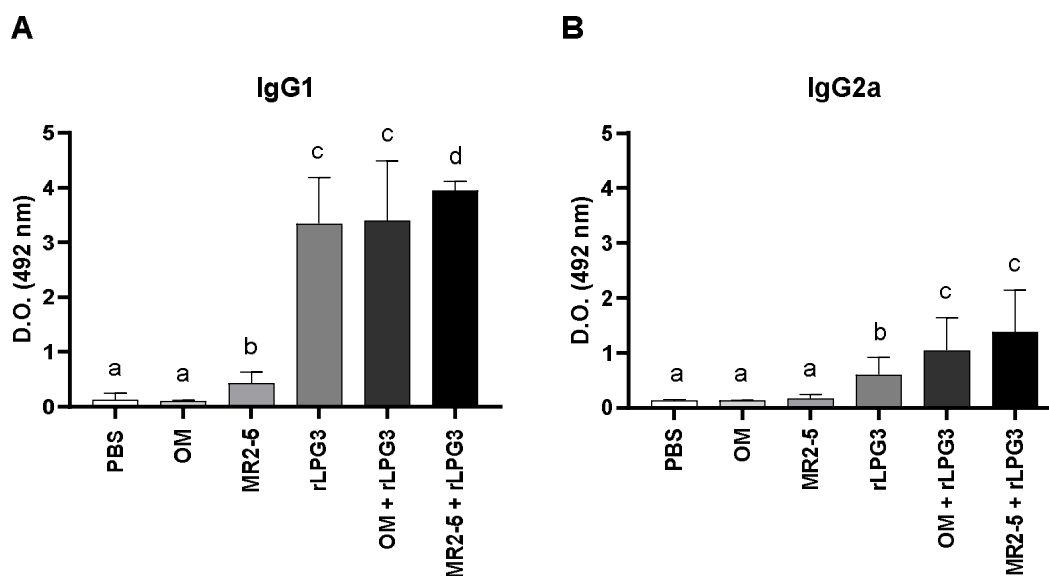 A
IgG1
D.O. (492 nm)
5
4
3
2
1
0
a
a
b
c
c
d
PBS
OM
MR2-5
rLPG3
OM + rLPG3
MR2-5 + rLPG3
B
IgG2a
D.O. (492 nm)
5
4
3
2
1
0
a
a
a
b
c
c
PBS
OM
MR2-5
rLPG3
OM + rLPG3
MR2-5 + rLPG3